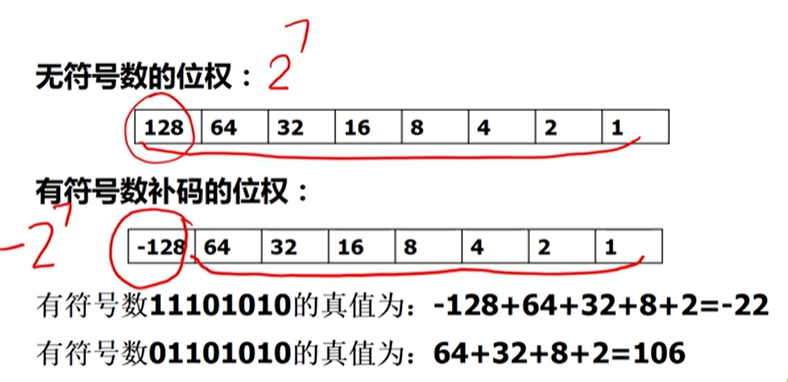 无符号数的位权：2^7
128 64 32 16 8 4 2 1
有符号数补码的位权：
-2^7
-128 64 32 16 8 4 2 1
有符号数11101010的真值为：-128+64+32+8+2=-22
有符号数01101010的真值为：64+32+8+2=106